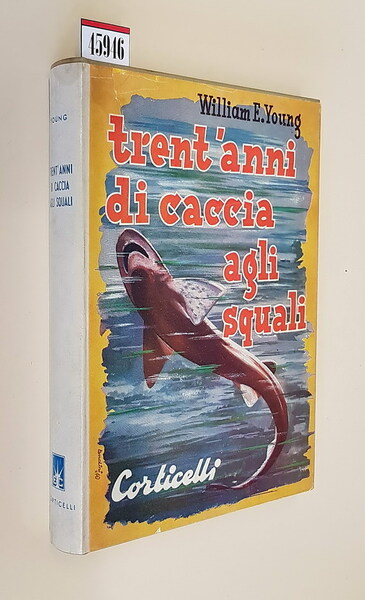 45946
William E. Young
trent'anni
di caccia
agli
squali
Corticelli
YOUNG
TRENT'ANNI
DI CACCIA
AGLI SQUALI
CORTICELLI